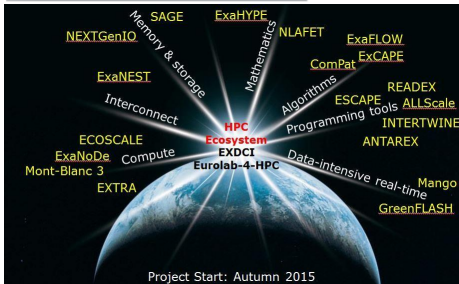 SAGE
ExaHYPE
NLAFET
NEXTGenIO
Memory & storage
Mathematics
ExaFLOW
ExCAPE
ComPat
ExaNEST
Algorithms
READEX
ESCAPE
ALLScale
Interconnect
Programming tools
INTERTWINE
HPC
Ecosystem
EXDCI
Eurolab-4-HPC
ANTAREX
ECOSCALE
ExaNoDe
Compute
Mont-Blanc 3
Data-intensive real-time
EXTRA
Mango
GreenFLASH
Project Start: Autumn 2015